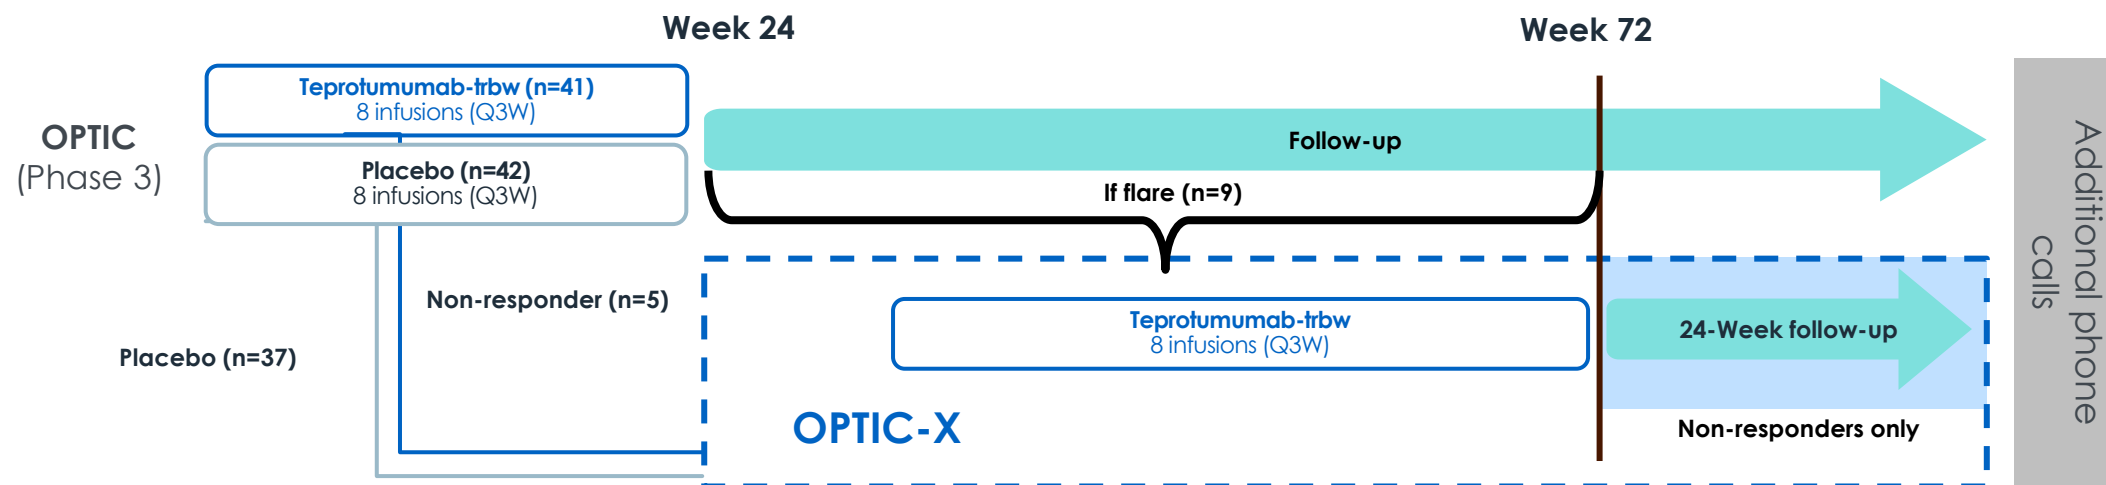 Week 24
Week 72
OPTIC
(Phase 3)
Teprotumumab-trbw (n=41)
8 infusions (Q3W)
Placebo (n=42)
8 infusions (Q3W)
Follow-up
If flare (n=9)
Non-responder (n=5)
Placebo (n=37)
Teprotumumab-trbw
8 infusions (Q3W)
24-Week follow-up
OPTIC-X
Non-responders only
Additional phone
calls